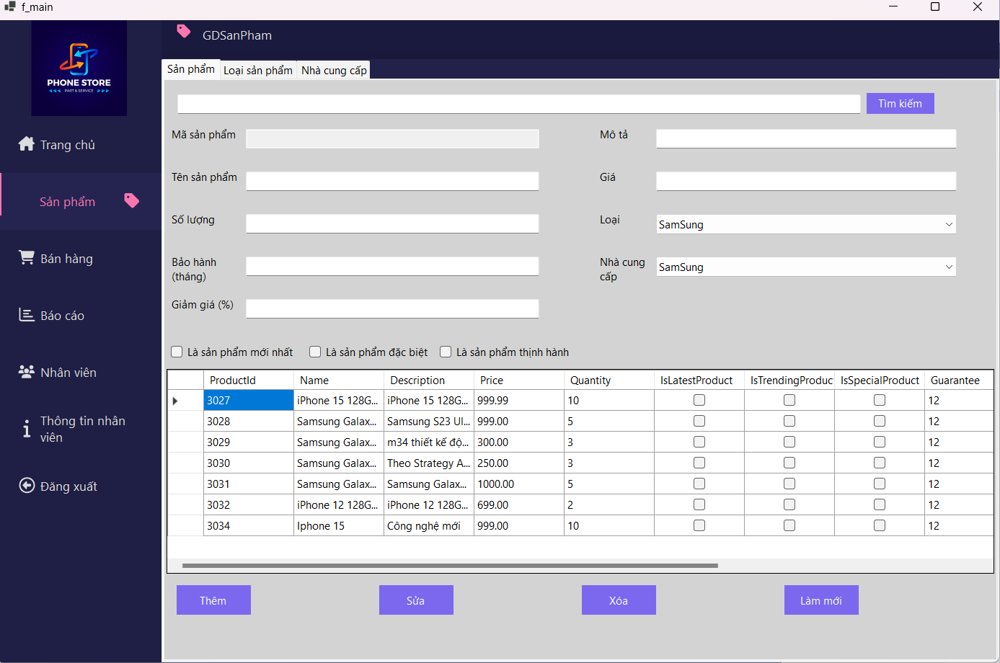 f_main
PHONE STORE
PART & SERVICE
GDSanPham
Trang chủ
Sản phẩm
Bán hàng
Báo cáo
Nhân viên
Thông tin nhân
viên
Đăng xuất
Sản phẩm Loại sản phẩm Nhà cung cấp
Tìm kiếm
Mã sản phẩm
Mô tả
Tên sản phẩm
Giá
Số lượng
Loại SamSung
Bảo hành
(tháng)
Nhà cung
cấp
SamSung
Giảm giá (%)
Là sản phẩm mới nhất Là sản phẩm đặc biệt Là sản phẩm thịnh hành
ProductId Name Description Price Quantity IsLatestProduct IsTrendingProduc IsSpecialProduct Guarantee
3027 iPhone 15 128G... iPhone 15 128G... 999.99 10 12
3028 Samsung Galax... Samsung S23 Ul... 999.00 5 12
3029 Samsung Galax... m34 thiết kế độ... 300.00 3 12
3030 Samsung Galax... Theo Strategy A... 250.00 3 12
3031 Samsung Galax... Samsung Galax... 1000.00 5 12
3032 iPhone 12 128G... iPhone 12 128G... 699.00 2 12
3034 Iphone 15 Công nghệ mới 999.00 10 12
Thêm Sửa Xóa Làm mới